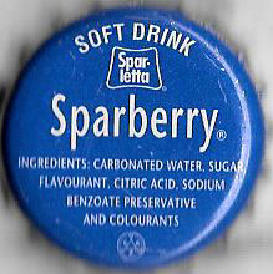 SOFT DRINK
Spar-
letta
Sparberry®
INGREDIENTS: CARBONATED WATER, SUGAR,
FLAVOURANT, CITRIC ACID, SODIUM
BENZOATE PRESERVATIVE
AND COLOURANTS